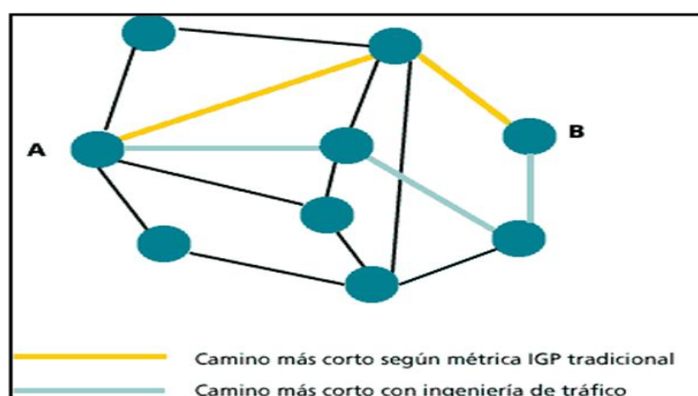 A
B
Camino más corto según métrica IGP tradicional
Camino más corto con ingeniería de tráfico